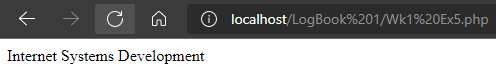 localhost/LogBook%201/Wk1%20Ex5.php
Internet Systems Development